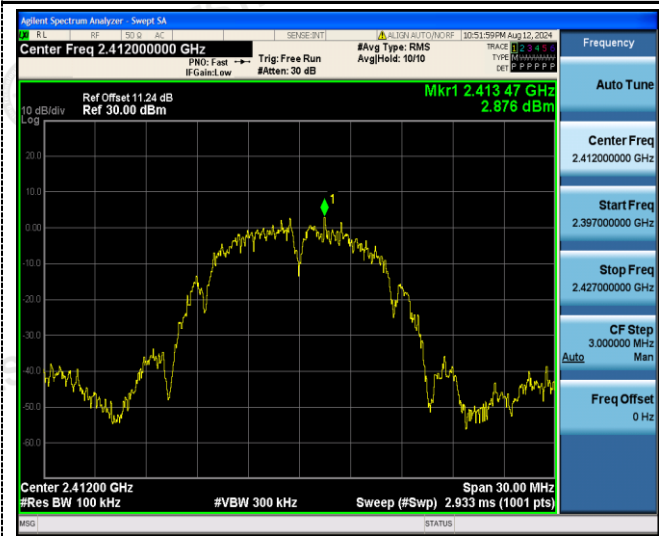 Agilent Spectrum Analyzer - Swept SA
RL RF 50 Ω AC SENSE:INT ALIGN AUTO/NO RF 10:51:59 PM Aug 12, 2024
Center Freq 2.412000000 GHz
PNO: Fast
IFGain:Low
Trig: Free Run
#Atten: 30 dB
#Avg Type: RMS
Avg|Hold: 10/10
TRACE 1 2 3 4 5 6
TYPE M
DET P P P P P P
Ref Offset 11.24 dB
Ref 30.00 dBm
10 dB/div
Log
Mkr1 2.413 47 GHz
2.876 dBm
1
20.0
10.0
0.00
-10.0
-20.0
-30.0
-40.0
-50.0
-60.0
Center 2.41200 GHz
#Res BW 100 kHz
#VBW 300 kHz
Span 30.00 MHz
Sweep (#Swp) 2.933 ms (1001 pts)
MSG STATUS
Frequency
Auto Tune
Center Freq
2.412000000 GHz
Start Freq
2.397000000 GHz
Stop Freq
2.427000000 GHz
CF Step
3.000000 MHz
Auto Man
Freq Offset
0 Hz